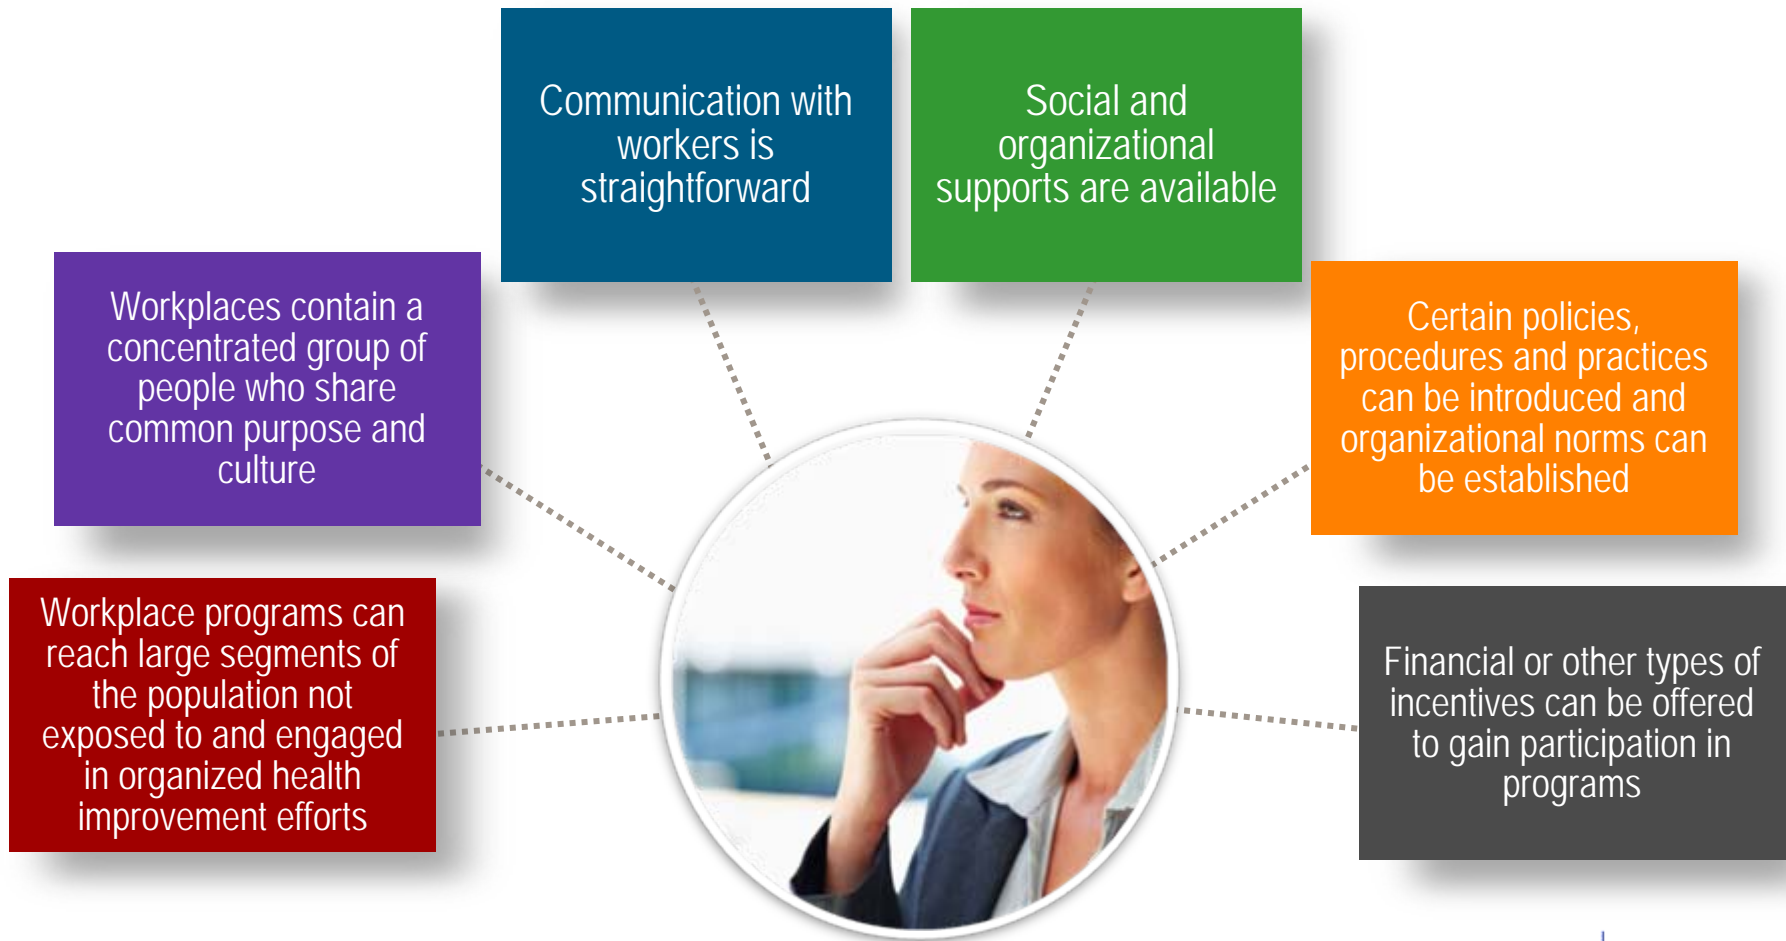 Communication with
workers is
straightforward
Social and
organizational
supports are available
Workplaces contain a
concentrated group of
people who share
common purpose and
culture
Certain policies,
procedures and practices
can be introduced and
organizational norms can
be established
Workplace programs can
reach large segments of
the population not
exposed to and engaged
in organized health
improvement efforts
Financial or other types of
incentives can be offered
to gain participation in
programs